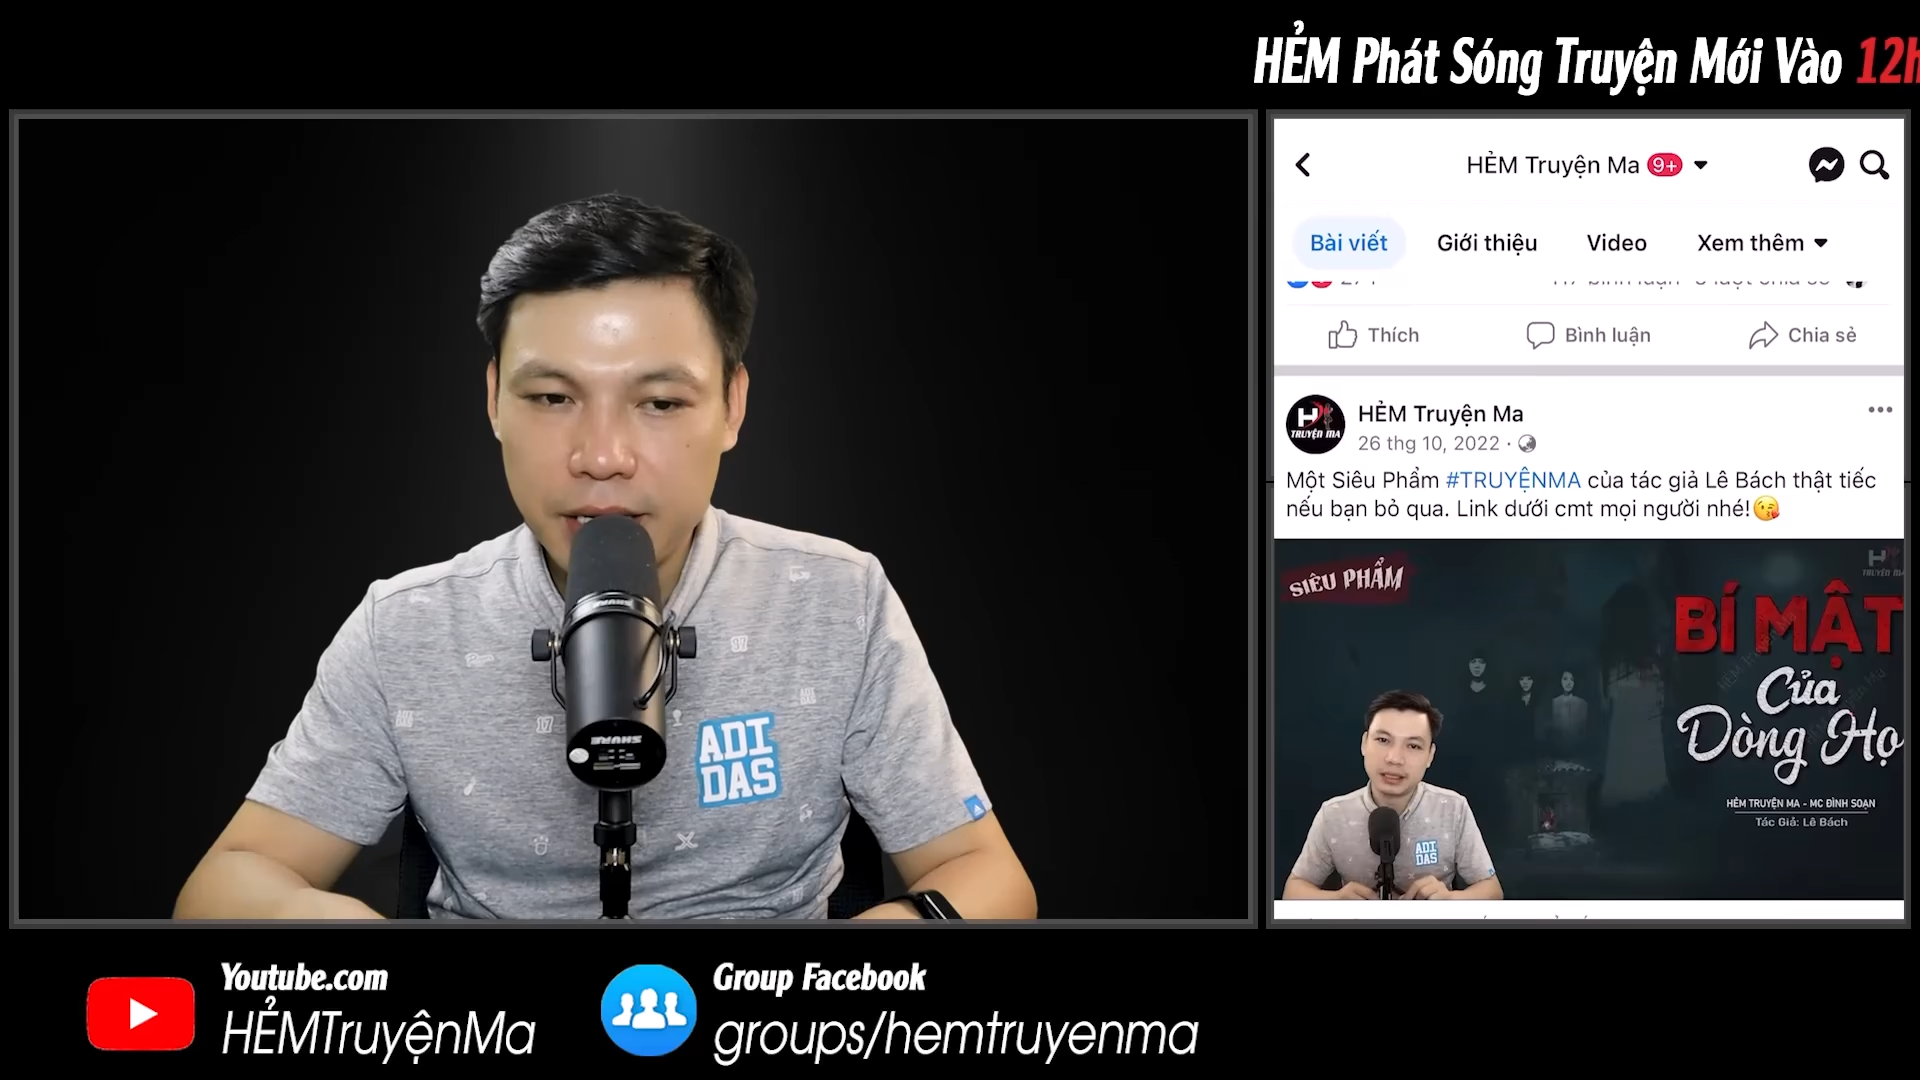 HẺM Phát Sóng Truyện Mới Vào 12h
HẺM Truyện Ma 9+
Bài viết Giới thiệu Video Xem thêm
Thích Bình luận Chia sẻ
HẺM Truyện Ma
26 thg 10, 2022
Một Siêu Phẩm #TRUYỆNMA của tác giả Lê Bách thật tiếc
nếu bạn bỏ qua. Link dưới cmt mọi người nhé!😘
SIÊU PHẨM
BÍ MẬT
Của
Dòng Họ
HẺM TRUYỆN MA - MC ĐÌNH SOẠN
Tác Giả: Lê Bách
ADI
DAS
SHURE
ADI
DAS
Youtube.com
HẺMTruyệnMa
Group Facebook
groups/hemtruyenma